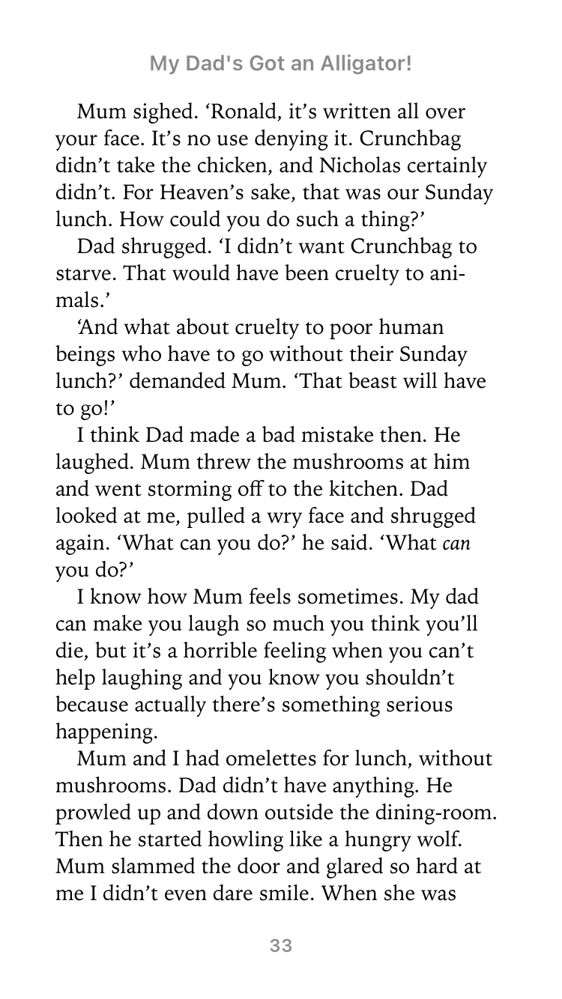 My Dad's Got an Alligator!
Mum sighed. ‘Ronald, it’s written all over
your face. It’s no use denying it. Crunchbag
didn’t take the chicken, and Nicholas certainly
didn’t. For Heaven’s sake, that was our Sunday
lunch. How could you do such a thing?’
Dad shrugged. ‘I didn’t want Crunchbag to
starve. That would have been cruelty to ani-
mals.’
‘And what about cruelty to poor human
beings who have to go without their Sunday
lunch?’ demanded Mum. ‘That beast will have
to go!’
I think Dad made a bad mistake then. He
laughed. Mum threw the mushrooms at him
and went storming off to the kitchen. Dad
looked at me, pulled a wry face and shrugged
again. ‘What can you do?’ he said. ‘What can
you do?’
I know how Mum feels sometimes. My dad
can make you laugh so much you think you’ll
die, but it’s a horrible feeling when you can’t
help laughing and you know you shouldn’t
because actually there’s something serious
happening.
Mum and I had omelettes for lunch, without
mushrooms. Dad didn’t have anything. He
prowled up and down outside the dining-room.
Then he started howling like a hungry wolf.
Mum slammed the door and glared so hard at
me I didn’t even dare smile. When she was
33